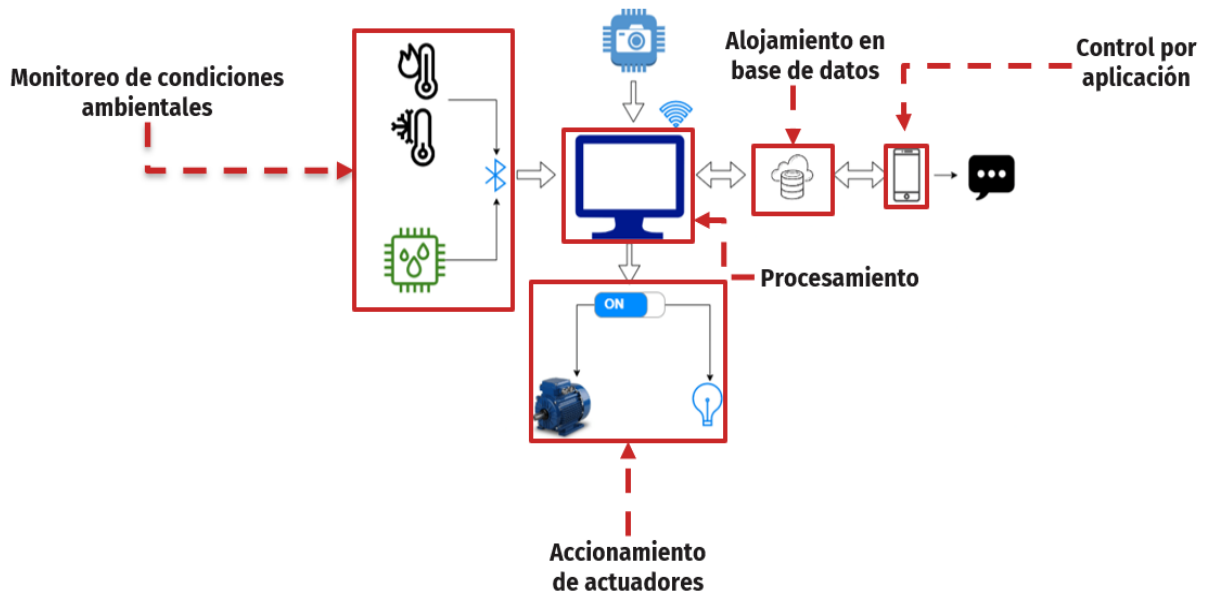 Monitoreo de condiciones
ambientales
Alojamiento en
base de datos
Control por
aplicación
Procesamiento
ON
Accionamiento
de actuadores